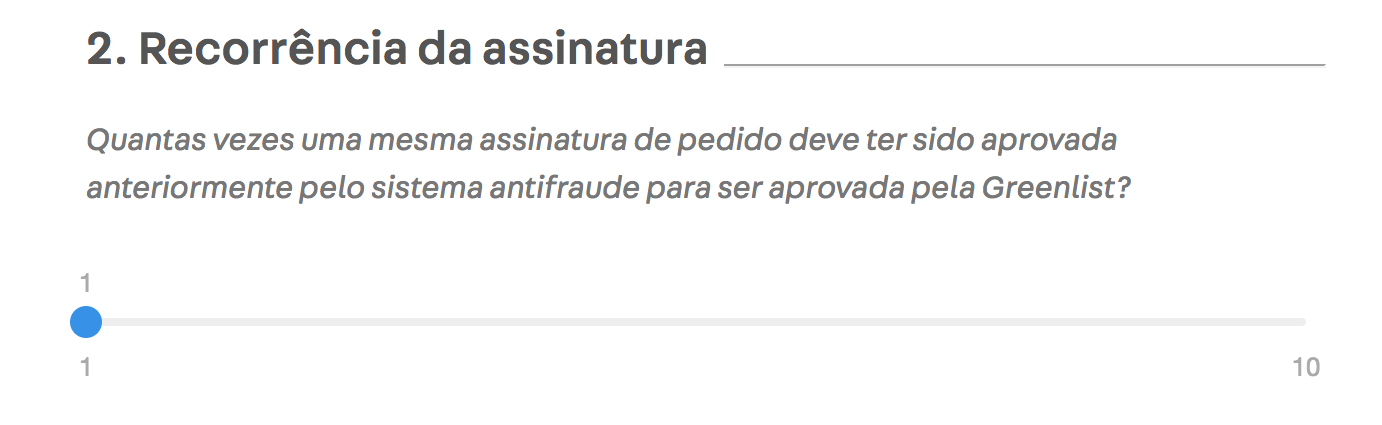 2. Recorrência da assinatura
Quantas vezes uma mesma assinatura de pedido deve ter sido aprovada
anteriormente pelo sistema antifraude para ser aprovada pela Greenlist?
1
1
10